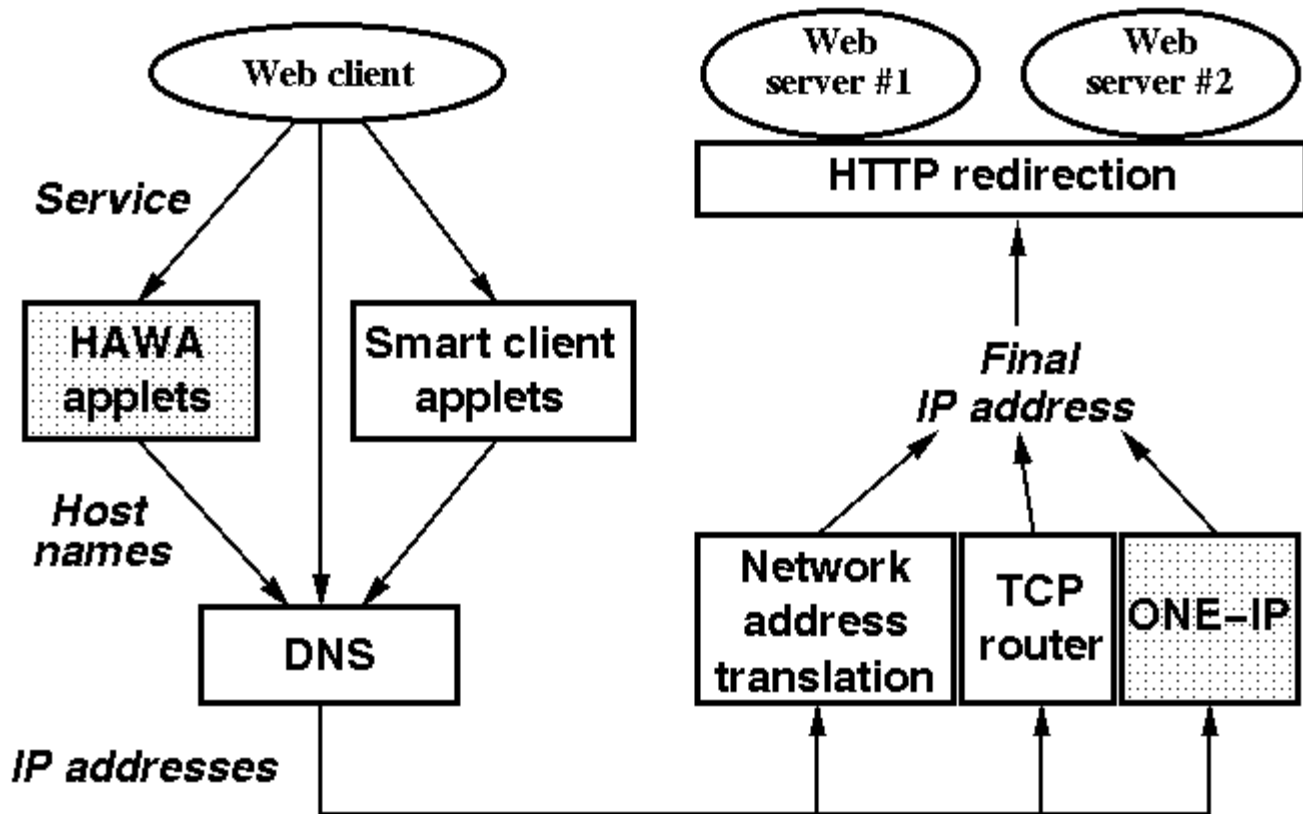 Web client
Service
HAWA
applets
Smart client
applets
Host
names
DNS
IP addresses
Web
server #1
Web
server #2
HTTP redirection
Final
IP address
Network
address
translation
TCP
router
ONE–IP